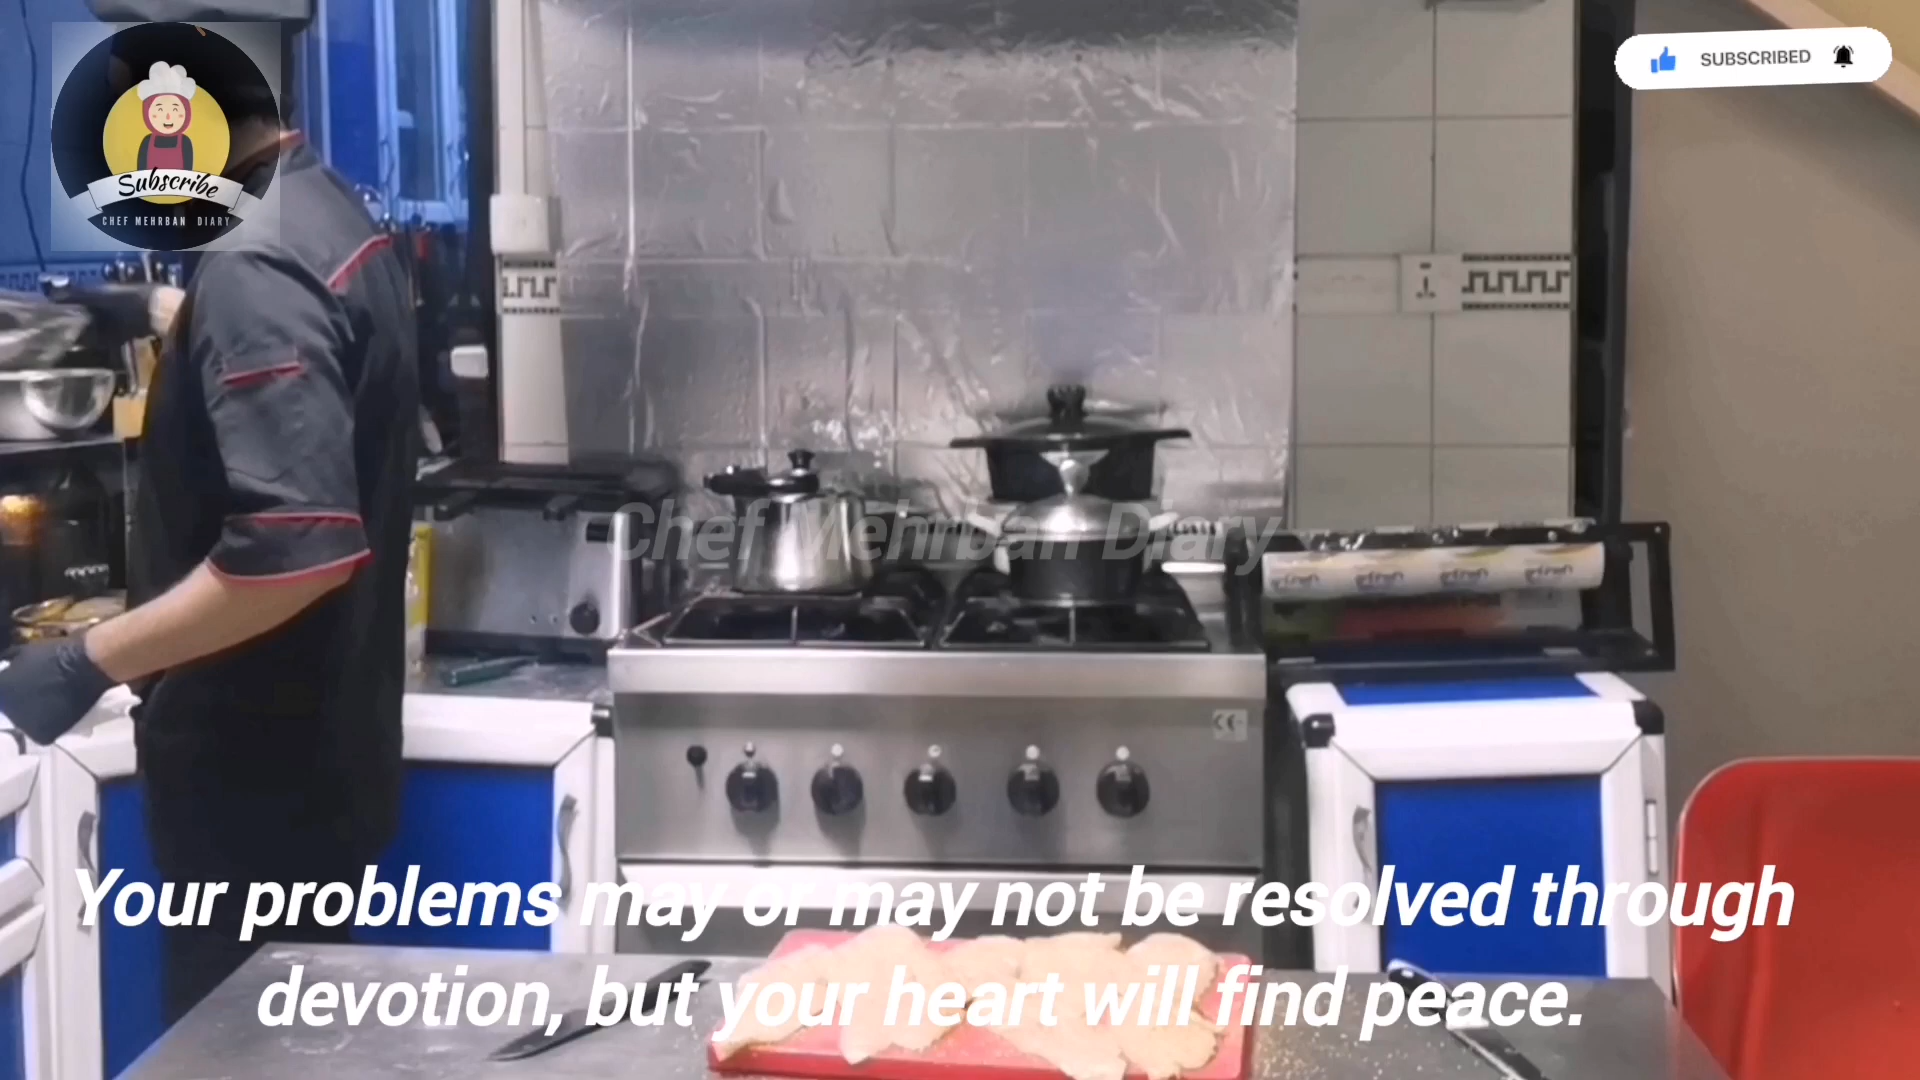 Subscribe
CHEF MEHRBAN DIARY
SUBSCRIBED
Chef Mehrban Diary
CE
Your problems may or may not be resolved through
devotion, but your heart will find peace.